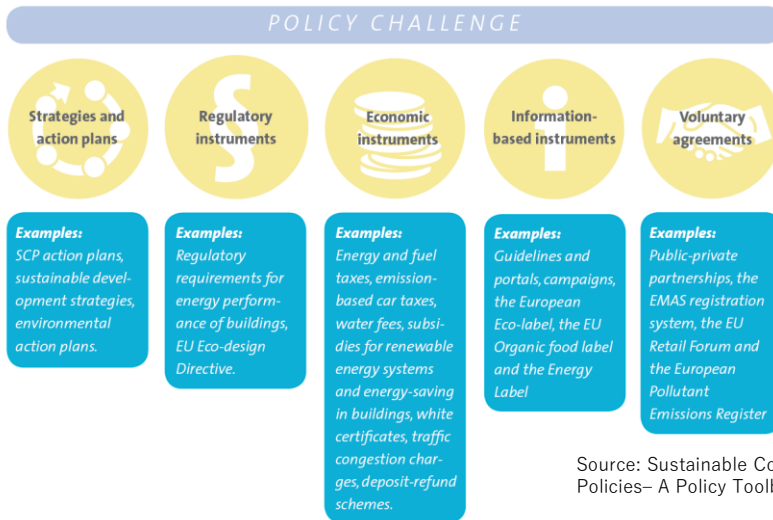 POLICY CHALLENGE
Strategies and
action plans
Regulatory
instruments
Economic
instruments
Information-
based instruments
Voluntary
agreements
Examples:
SCP action plans,
sustainable devel-
opment strategies,
environmental
action plans.
Examples:
Regulatory
requirements for
energy perform-
ance of buildings,
EU Eco-design
Directive.
Examples:
Energy and fuel
taxes, emission-
based car taxes,
water fees, subsi-
dies for renewable
energy systems
and energy-saving
in buildings, white
certificates, traffic
congestion char-
ges, deposit-refund
schemes.
Examples:
Guidelines and
portals, campaigns,
the European
Eco-label, the EU
Organic food label
and the Energy
Label
Examples:
Public-private
partnerships, the
EMAS registration
system, the EU
Retail Forum and
the European
Pollutant
Emissions Register
Source: Sustainable Co
Policies– A Policy Toolb